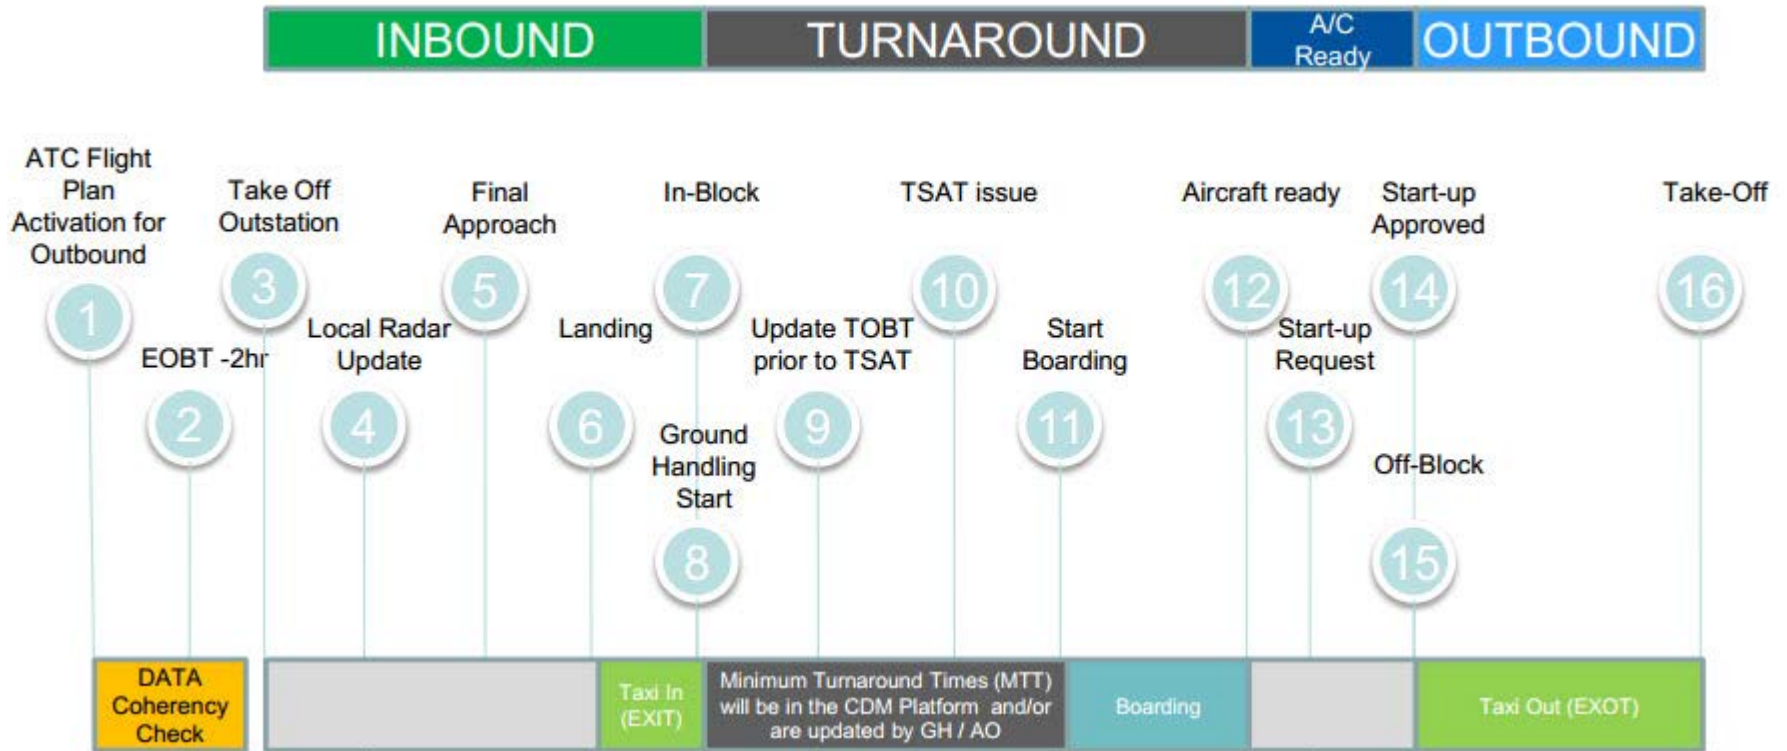 INBOUND
TURNAROUND
A/C
Ready
OUTBOUND
ATC Flight
Plan
Activation for
Outbound
1
EOBT -2hr
2
Take Off
Outstation
3
Local Radar
Update
4
Final
Approach
5
Landing
6
In-Block
7
Ground
Handling
Start
8
Update TOBT
prior to TSAT
9
TSAT issue
10
Start
Boarding
11
Aircraft ready
12
Start-up
Request
13
Start-up
Approved
14
Off-Block
15
Take-Off
16
DATA
Coherency
Check
Taxi In
(EXIT)
Minimum Turnaround Times (MTT)
will be in the CDM Platform and/or
are updated by GH / AO
Boarding
Taxi Out (EXOT)